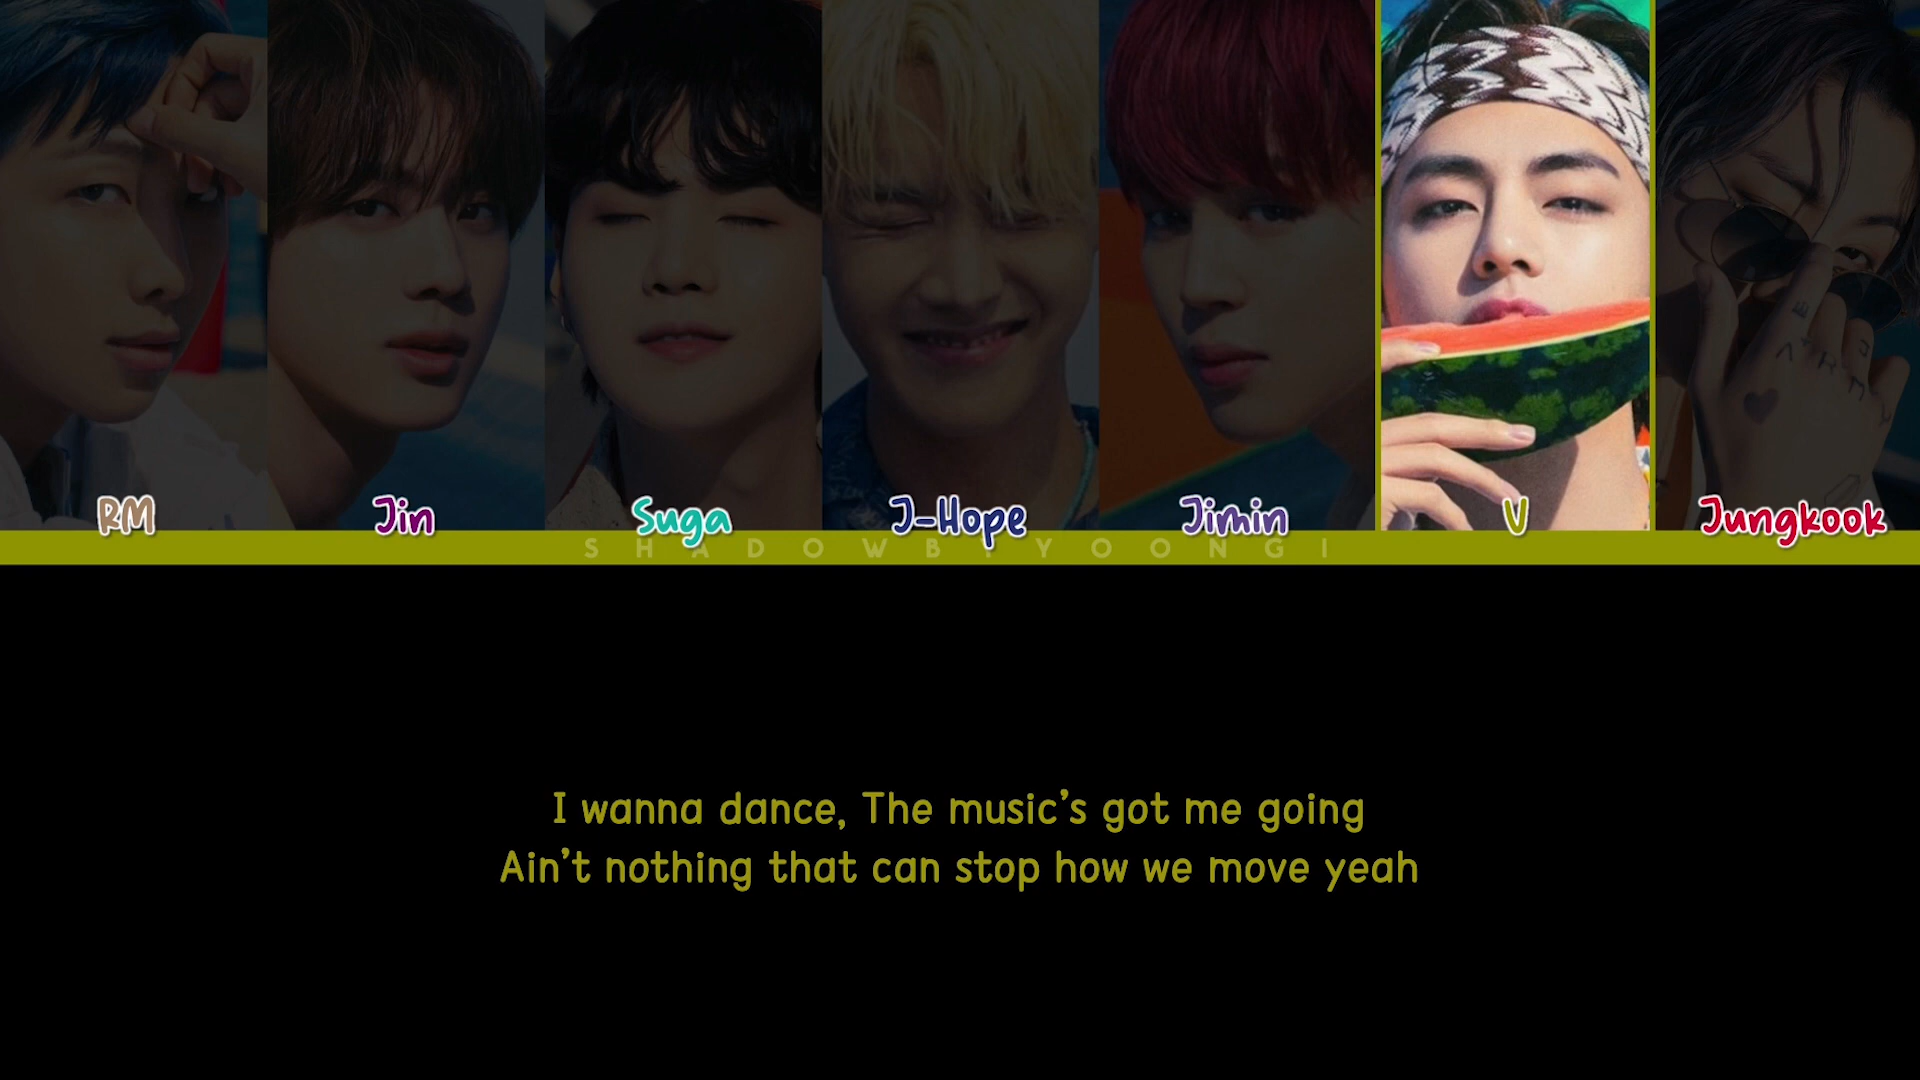 RM Jin Suga J-Hope Jimin V Jungkook
SHADOWBYYOONGI
I wanna dance, The music's got me going
Ain't nothing that can stop how we move yeah